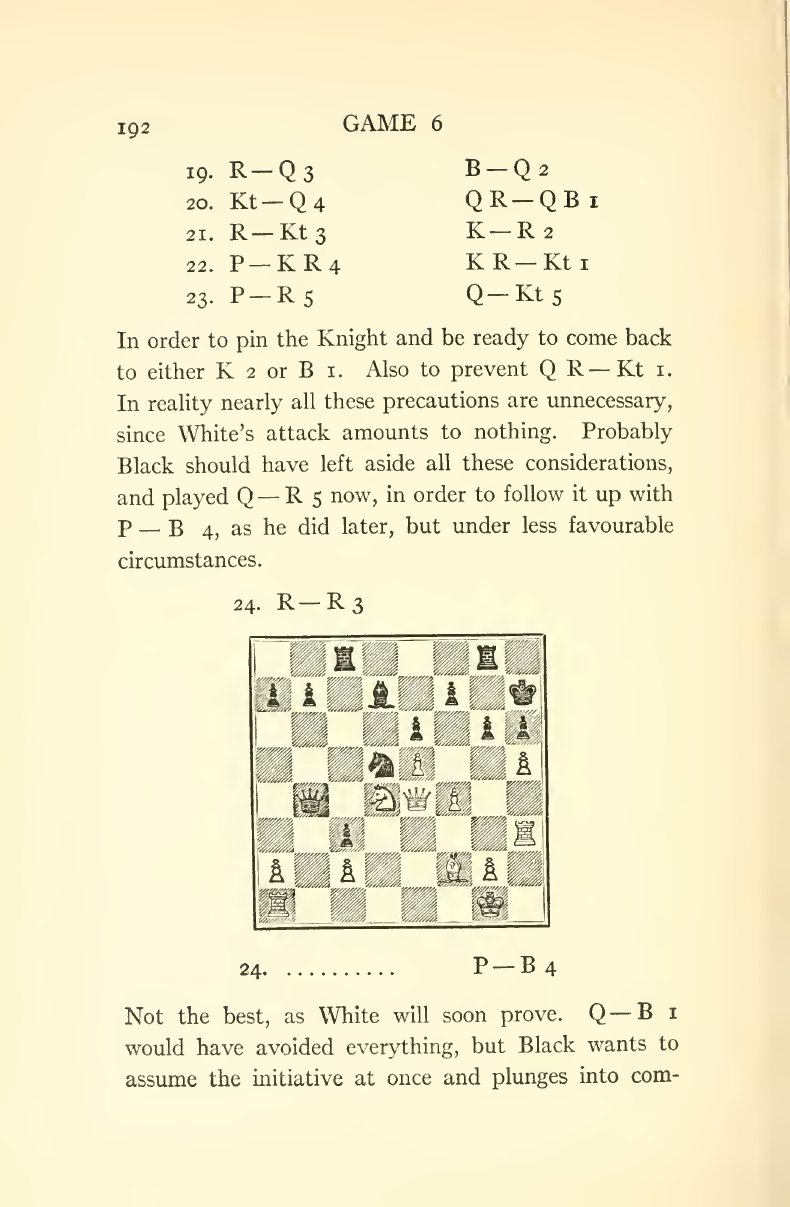 192 GAME 6
19. R—Q 3 B—Q 2
20. Kt—Q 4 Q R—Q B 1
21. R—Kt 3 K—R 2
22. P—K R 4 K R—Kt 1
23. P—R 5 Q—Kt 5
In order to pin the Knight and be ready to come back
to either K 2 or B 1. Also to prevent Q R—Kt 1.
In reality nearly all these precautions are unnecessary,
since White's attack amounts to nothing. Probably
Black should have left aside all these considerations,
and played Q—R 5 now, in order to follow it up with
P—B 4, as he did later, but under less favourable
circumstances.
24. R—R 3
24. .......... P—B 4
Not the best, as White will soon prove. Q—B 1
would have avoided everything, but Black wants to
assume the initiative at once and plunges into com-